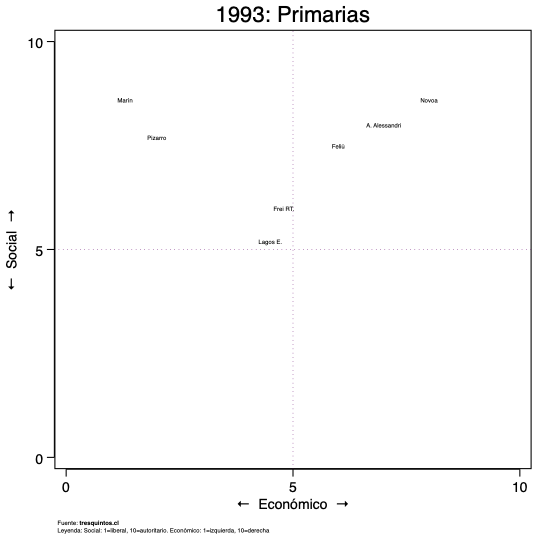 1993: Primarias
10
Marín
Novoa
A. Alessandri
Pizarro
Feliú
Frei RT.
Lagos E.
← Social →
5
0
0
5
10
← Económico →
Fuente: tresquintos.cl
Leyenda: Social: 1=liberal, 10=autoritario. Económico: 1=izquierda, 10=derecha